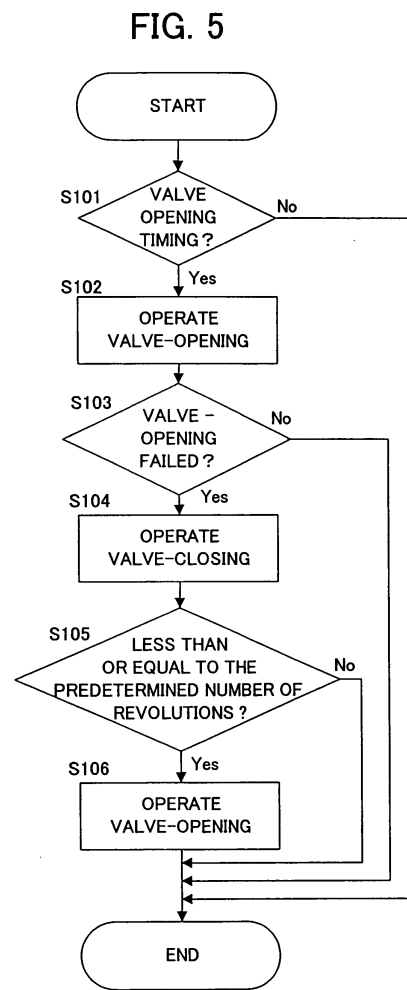 FIG. 5
START
S101
VALVE
OPENING
TIMING?
No
Yes
S102
OPERATE
VALVE-OPENING
S103
VALVE-
OPENING
FAILED?
No
Yes
S104
OPERATE
VALVE-CLOSING
S105
LESS THAN
OR EQUAL TO THE
PREDETERMINED NUMBER OF
REVOLUTIONS?
No
Yes
S106
OPERATE
VALVE-OPENING
END